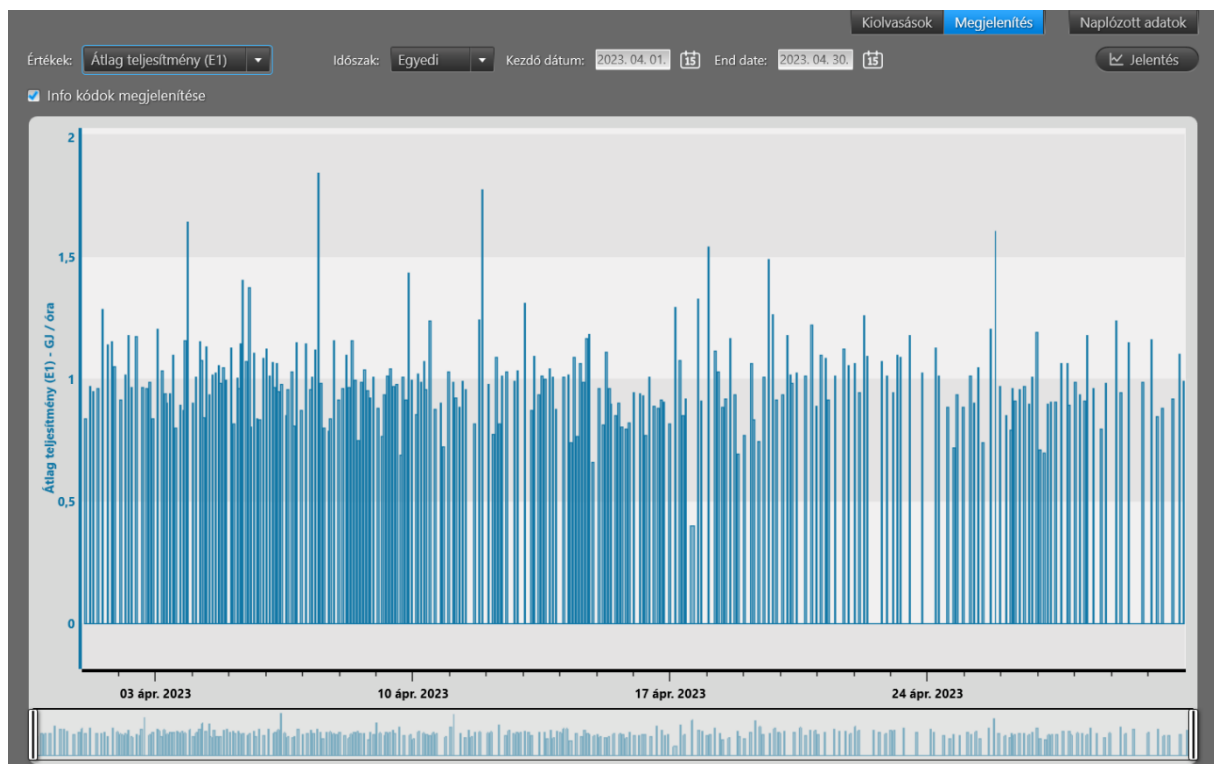 Kiolvasások Megjelenítés Naplózott adatok
Értékek: Átlag teljesítmény (E1) Időszak: Egyedi Kezdő dátum: 2023. 04. 01. 15 End date: 2023. 04. 30. 15 Jelentés
Info kódok megjelenítése
2
1,5
1
0,5
0
Átlag teljesítmény (E1) - GJ / óra
03 ápr. 2023 10 ápr. 2023 17 ápr. 2023 24 ápr. 2023